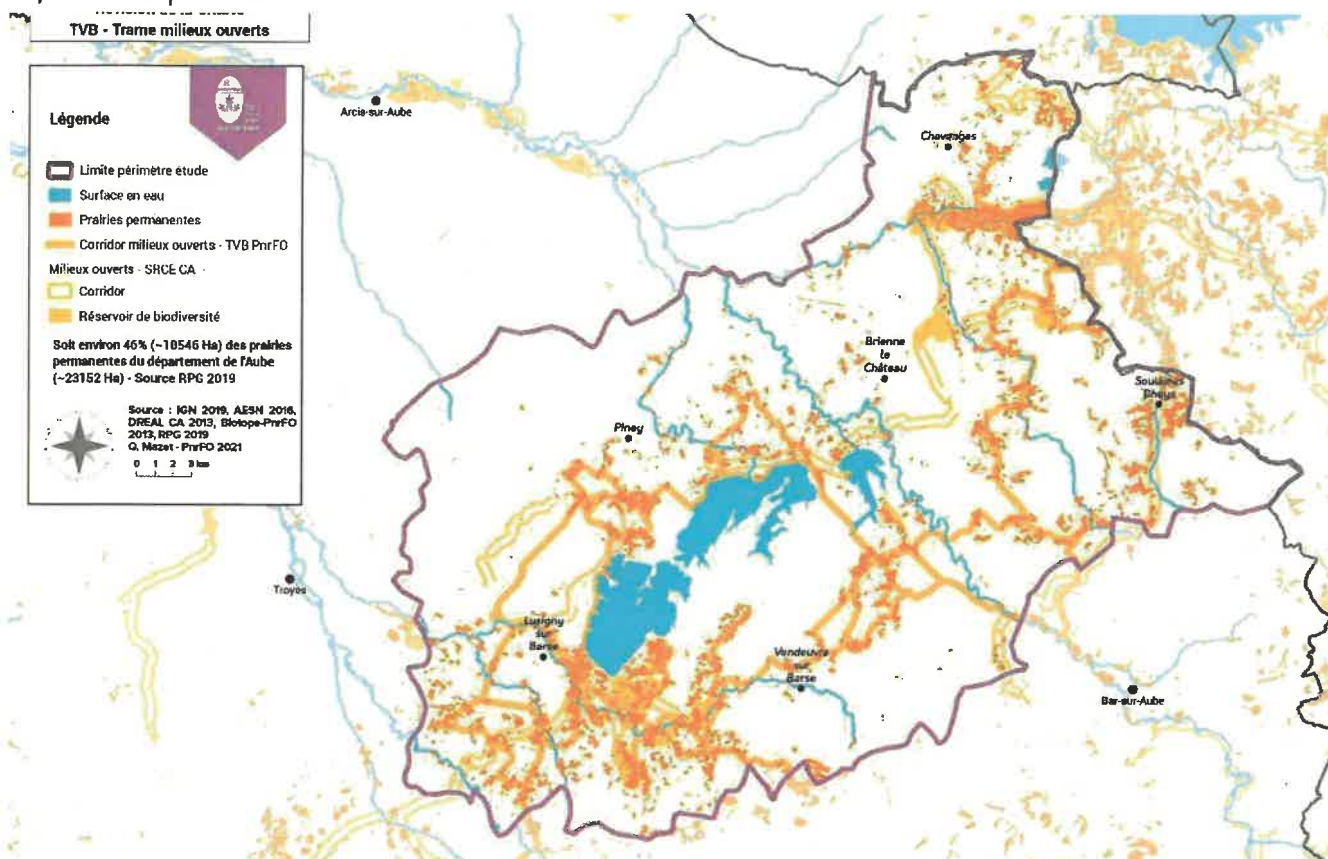 TVB - Trame milieux ouverts
Légende
Limite périmètre étude
Surface en eau
Prairies permanentes
Corridor milieux ouverts - TVB PnrFO
Milieux ouverts - SRCE CA -
Corridor
Réservoir de biodiversité
Soit environ 46% (~10546 Ha) des prairies
permanentes du département de l'Aube
(~23152 Ha) - Source RPG 2019
Source : IGN 2019, AESN 2016,
DREAL CA 2013, Biotope-PnrFO
2013, RPG 2019
Q. Mazet - PnrFO 2021
0 1 2 3 km
Arcis-sur-Aube
Chavanges
Brienne
le
Château
Soulaines
Dhuys
Piney
Troyes
Lusigny
sur
Barse
Vendeuvre
sur
Barse
Bar-sur-Aube